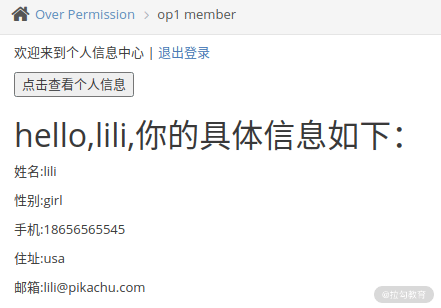 Over Permission > op1 member
欢迎来到个人信息中心 | 退出登录
点击查看个人信息
hello,lili,你的具体信息如下：
姓名:lili
性别:girl
手机:18656565545
住址:usa
邮箱:lili@pikachu.com
@拉勾教育